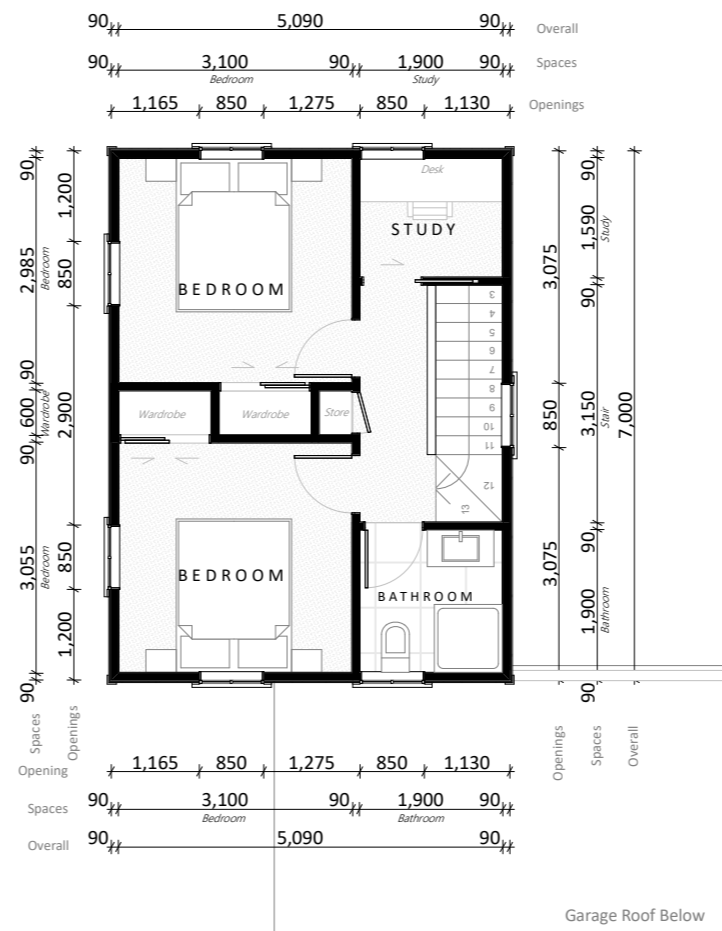 90 5,090 90 Overall
90 3,100 90 1,900 90 Spaces
Bedroom Study
1,165 850 1,275 850 1,130 Openings
90
2,985
Bedroom
90
600
Wardrobe
90
3,055
Bedroom
90
Spaces
1,200
850
2,900
850
1,200
Openings
Desk
STUDY
BEDROOM
3
4
5
6
7
8
9
10
11
12
13
Wardrobe Wardrobe Store
BEDROOM
BATHROOM
3,075
850
3,075
Openings
90
1,590
Study
90
3,150
Stair
90
1,900
Bathroom
90
Spaces
7,000
Overall
Opening 1,165 850 1,275 850 1,130
Spaces 90 3,100 90 1,900 90
Bedroom Bathroom
Overall 90 5,090 90
Garage Roof Below